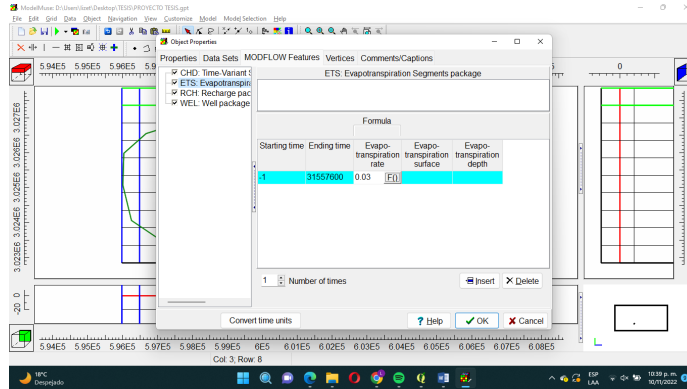 ModelMuse: D:\Users\Isott\Desktop\TESIS\PROYECTO TESIS.gpt
File Edit Grid Data Object Navigation View Customize Model Model Selection Help
Object Properties
Properties Data Sets MODFLOW Features Vertices Comments/Captions
CHD: Time-Variant S
ETS: Evapotranspira
RCH: Recharge pac
WEL: Well package
ETS: Evapotranspiration Segments package
Formula
Starting time Ending time Evapo-transpiration rate Evapo-transpiration surface Evapo-transpiration depth
-1 31557600 0.03 F()
1 Number of times Insert Delete
Convert time units Help OK Cancel
5.94E5 5.95E5 5.96E5 5.9
0
3.027E6
3.026E6
3.025E6
3.024E6
3.023E6
0
-20
5.94E5 5.95E5 5.96E5 5.97E5 5.98E5 5.99E5 6E5 6.01E5 6.02E5 6.03E5 6.04E5 6.05E5 6.06E5 6.07E5 6.08E5
Col: 3; Row: 8
18°C
Despejado
ESP
LAA
10:39 p. m.
10/11/2022